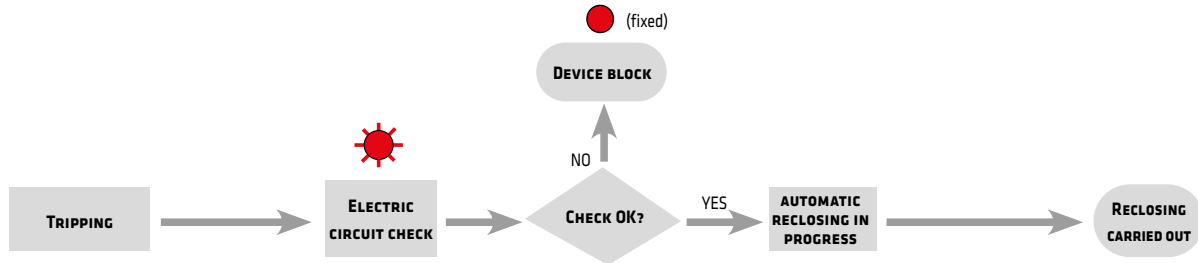 (fixed)
DEVICE BLOCK
NO
TRIPPING
ELECTRIC
CIRCUIT CHECK
CHECK OK?
YES
AUTOMATIC
RECLOSING IN
PROGRESS
RECLOSING
CARRIED OUT